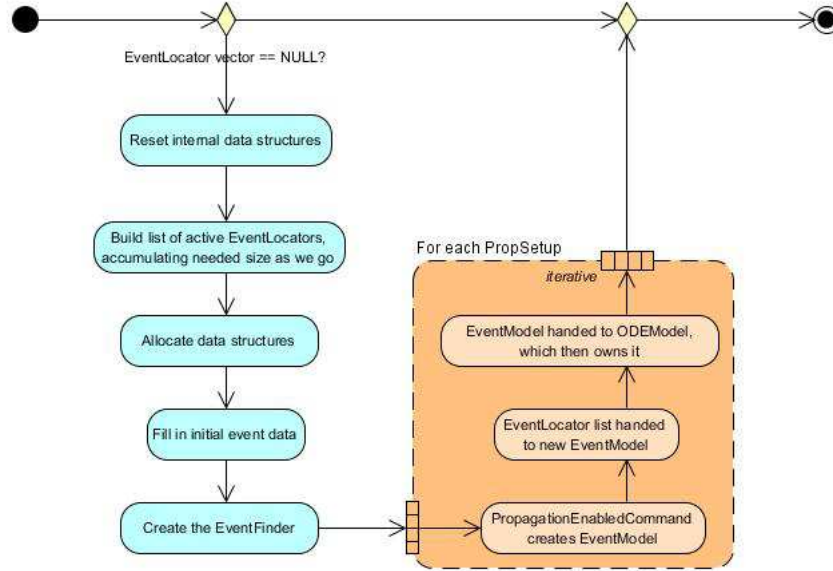 EventLocator vector == NULL?
Reset internal data structures
Build list of active EventLocators,
accumulating needed size as we go
Allocate data structures
Fill in initial event data
Create the EventFinder
For each PropSetup
iterative
EventModel handed to ODEModel,
which then owns it
EventLocator list handed
to new EventModel
PropagationEnabledCommand
creates EventModel